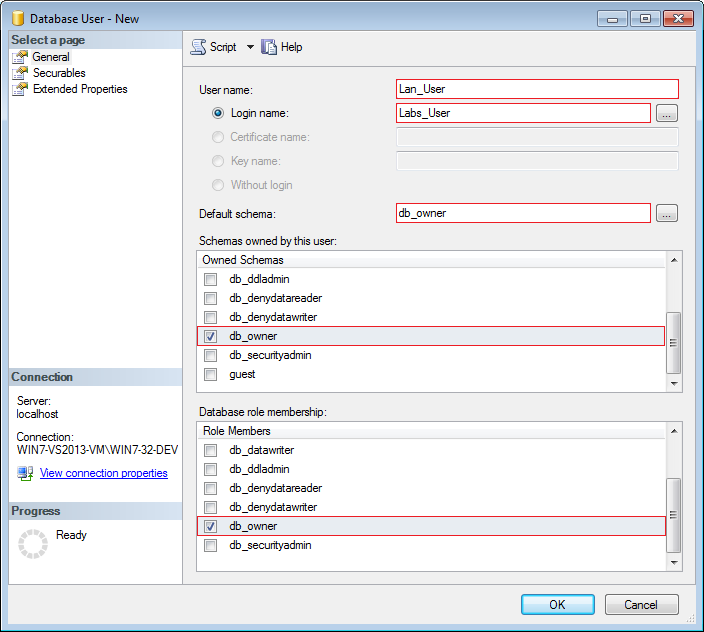 Database User - New
Select a page
General
Securables
Extended Properties
Script
Help
User name:
Lan_User
Login name:
Labs_User
...
Certificate name:
Key name:
Without login
Default schema:
db_owner
...
Schemas owned by this user:
Owned Schemas
db_ddladmin
db_denydatareader
db_denydatawriter
db_owner
db_securityadmin
guest
Database role membership:
Role Members
db_datawriter
db_ddladmin
db_denydatareader
db_denydatawriter
db_owner
db_securityadmin
Connection
Server:
localhost
Connection:
WIN7-VS2013-VM\WIN7-32-DEV
View connection properties
Progress
Ready
OK
Cancel